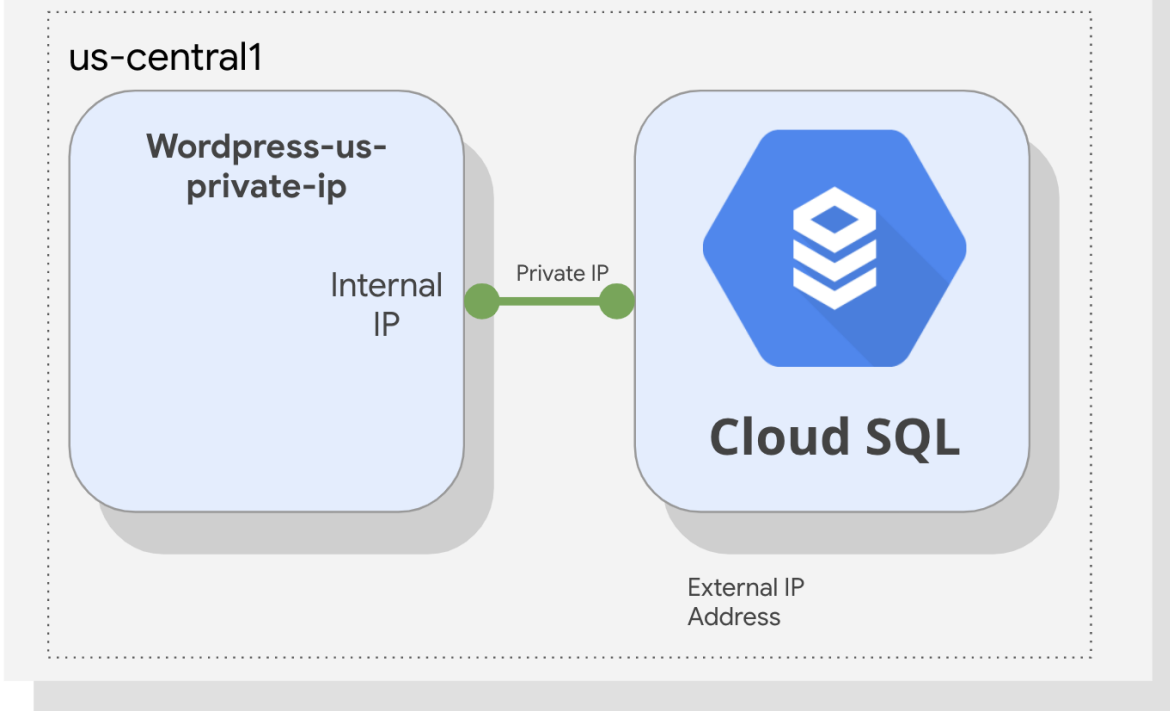 us-central1
Wordpress-us-
private-ip
Internal
IP
Private IP
Cloud SQL
External IP
Address